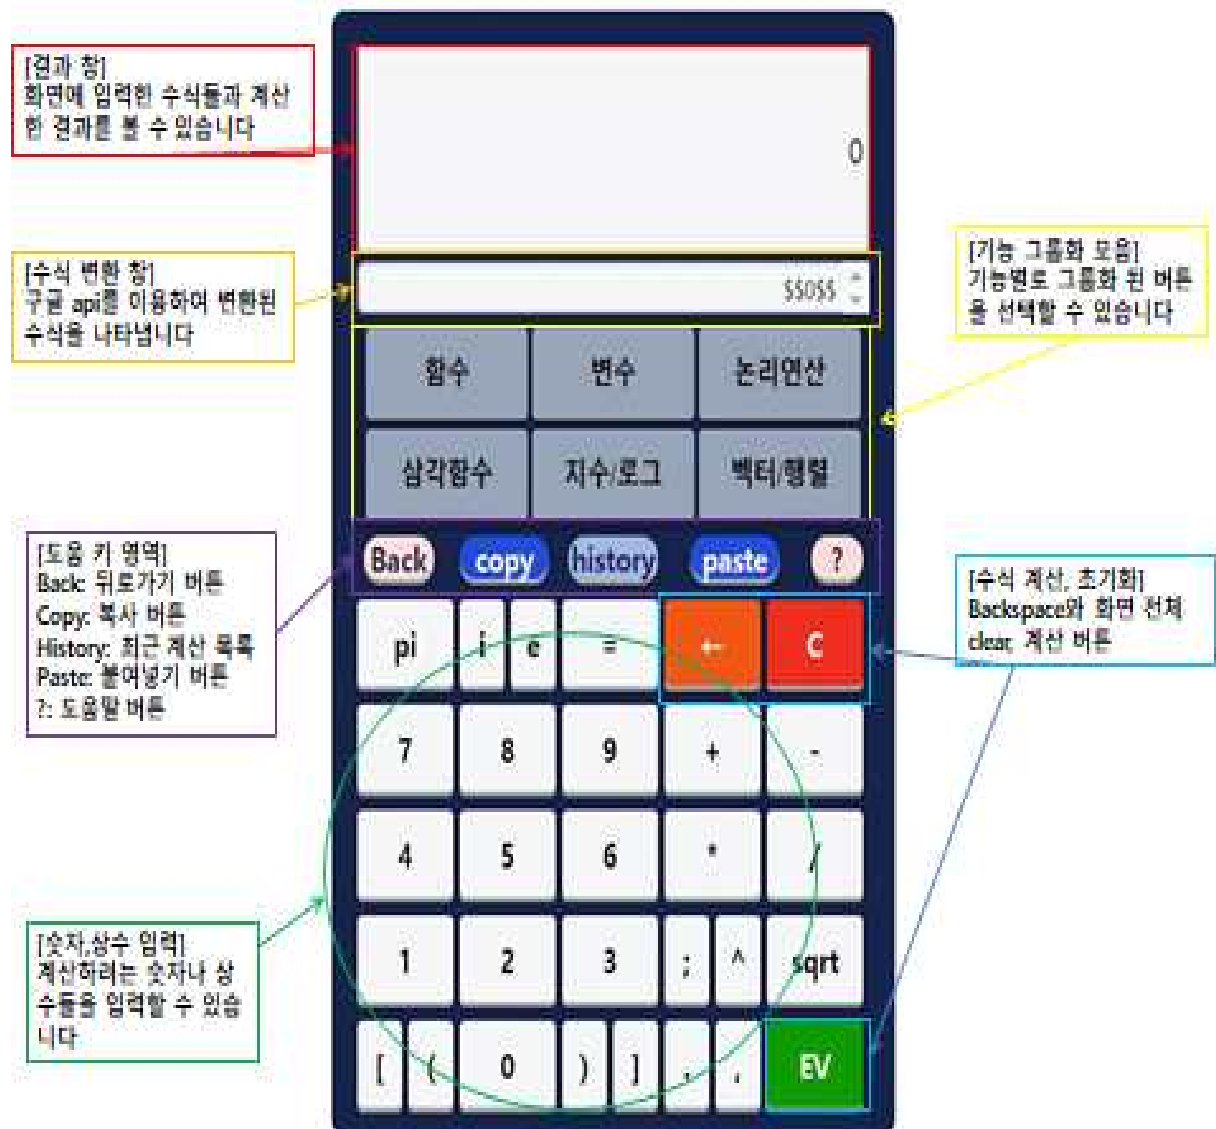 [결과 창]
화면에 입력한 수식들과 계산
한 결과를 볼 수 있습니다
0
[수식 변환 창]
구글 api를 이용하여 변환된
수식을 나타냅니다
$$0$$
[기능 그룹화 모음]
기능별로 그룹화 된 버튼
을 선택할 수 있습니다
함수 변수 논리연산
삼각함수 지수/로그 벡터/행렬
[도움 키 영역]
Back: 뒤로가기 버튼
Copy: 복사 버튼
History: 최근 계산 목록
Paste: 붙여넣기 버튼
?: 도움말 버튼
Back copy history paste ?
[수식 계산, 초기화]
Backspace와 화면 전체
clear, 계산 버튼
pi i e = ← C
7 8 9 + -
4 5 6 * /
1 2 3 ; ^ sqrt
[숫자,상수 입력]
계산하려는 숫자나 상
수들을 입력할 수 있습
니다
[ ( 0 ) ] EV